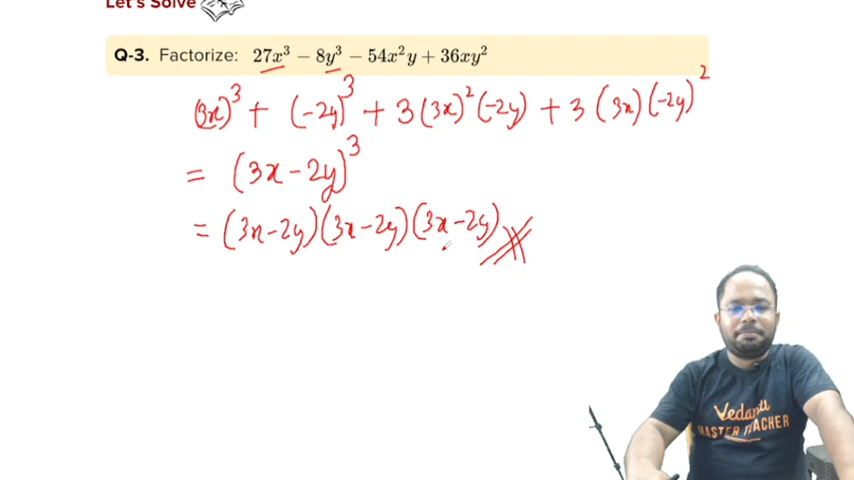 Let's Solve
Q-3. Factorize: 27x³ − 8y³ − 54x²y + 36xy²
(3x)³ + (-2y)³ + 3(3x)²(-2y) + 3(3x)(-2y)²
= (3x-2y)³
= (3x-2y)(3x-2y)(3x-2y)
Vedantu
MASTER TEACHER